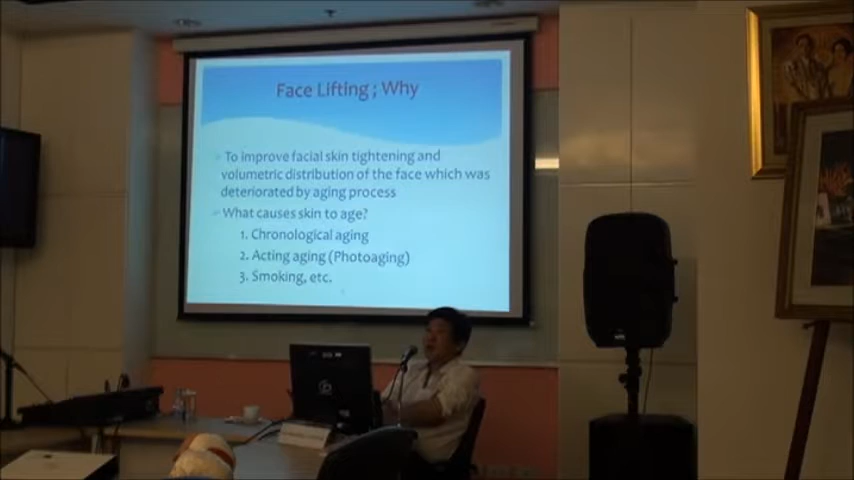 Face Lifting ; Why
To improve facial skin tightening and
volumetric distribution of the face which was
deteriorated by aging process
What causes skin to age?
1. Chronological aging
2. Acting aging (Photoaging)
3. Smoking, etc.